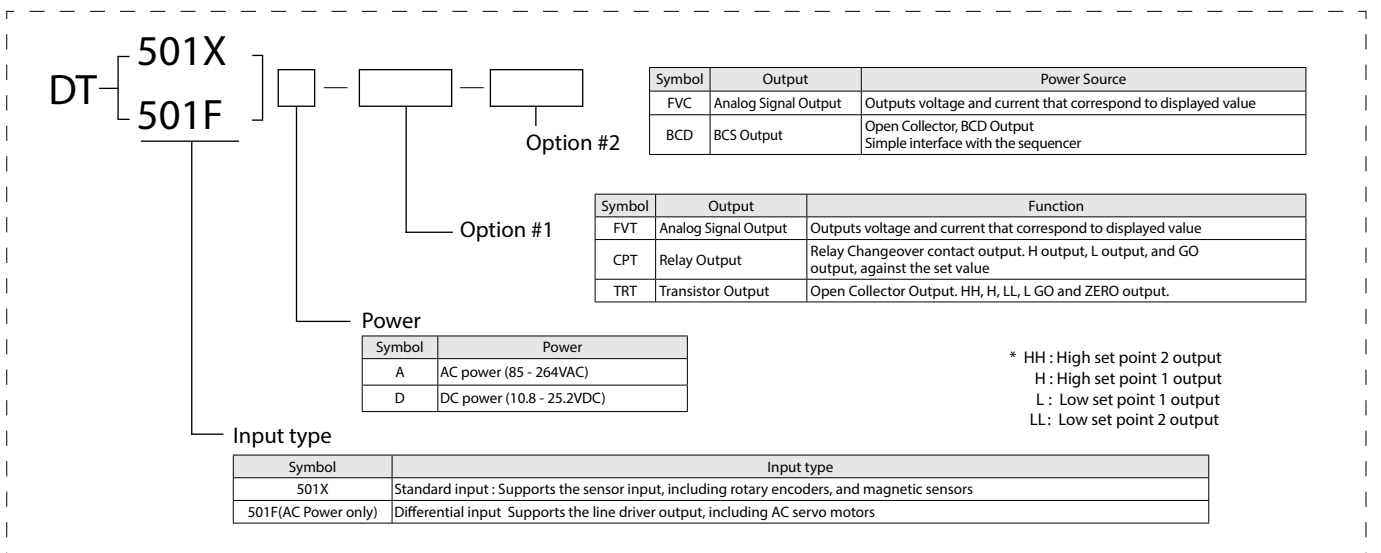 501X
DT
501F
Symbol Output Power Source
FVC Analog Signal Output Outputs voltage and current that correspond to displayed value
BCD BCS Output Open Collector, BCD Output
Simple interface with the sequencer
Option #2
Symbol Output Function
FVT Analog Signal Output Outputs voltage and current that correspond to displayed value
CPT Relay Output Relay Changeover contact output. H output, L output, and GO
output, against the set value
TRT Transistor Output Open Collector Output. HH, H, LL, L GO and ZERO output.
Option #1
Power
Symbol Power
A AC power (85 - 264VAC)
D DC power (10.8 - 25.2VDC)
* HH : High set point 2 output
H : High set point 1 output
L : Low set point 1 output
LL : Low set point 2 output
Input type
Symbol Input type
501X Standard input : Supports the sensor input, including rotary encoders, and magnetic sensors
501F(AC Power only) Differential input Supports the line driver output, including AC servo motors